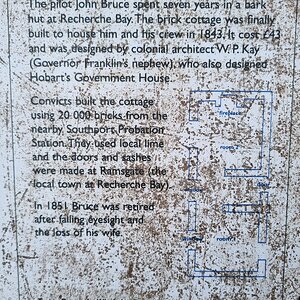 The pilot John Bruce spent seven years in a bark
hut at Recherche Bay. The brick cottage was finally
built to house him and his crew in 1843. It cost £43
and was designed by colonial architect W. P. Kay
(Governor Franklin's nephew), who also designed
Hobart's Government House.
Convicts built the cottage
using 20 000 bricks from the
nearby Southport Probation
Station. They used local lime
and the doors and sashes
were made at Ramsgate (the
local town at Recherche Bay).
In 1851 Bruce was retired
after failing eyesight and
the loss of his wife.
fireplace
room
room